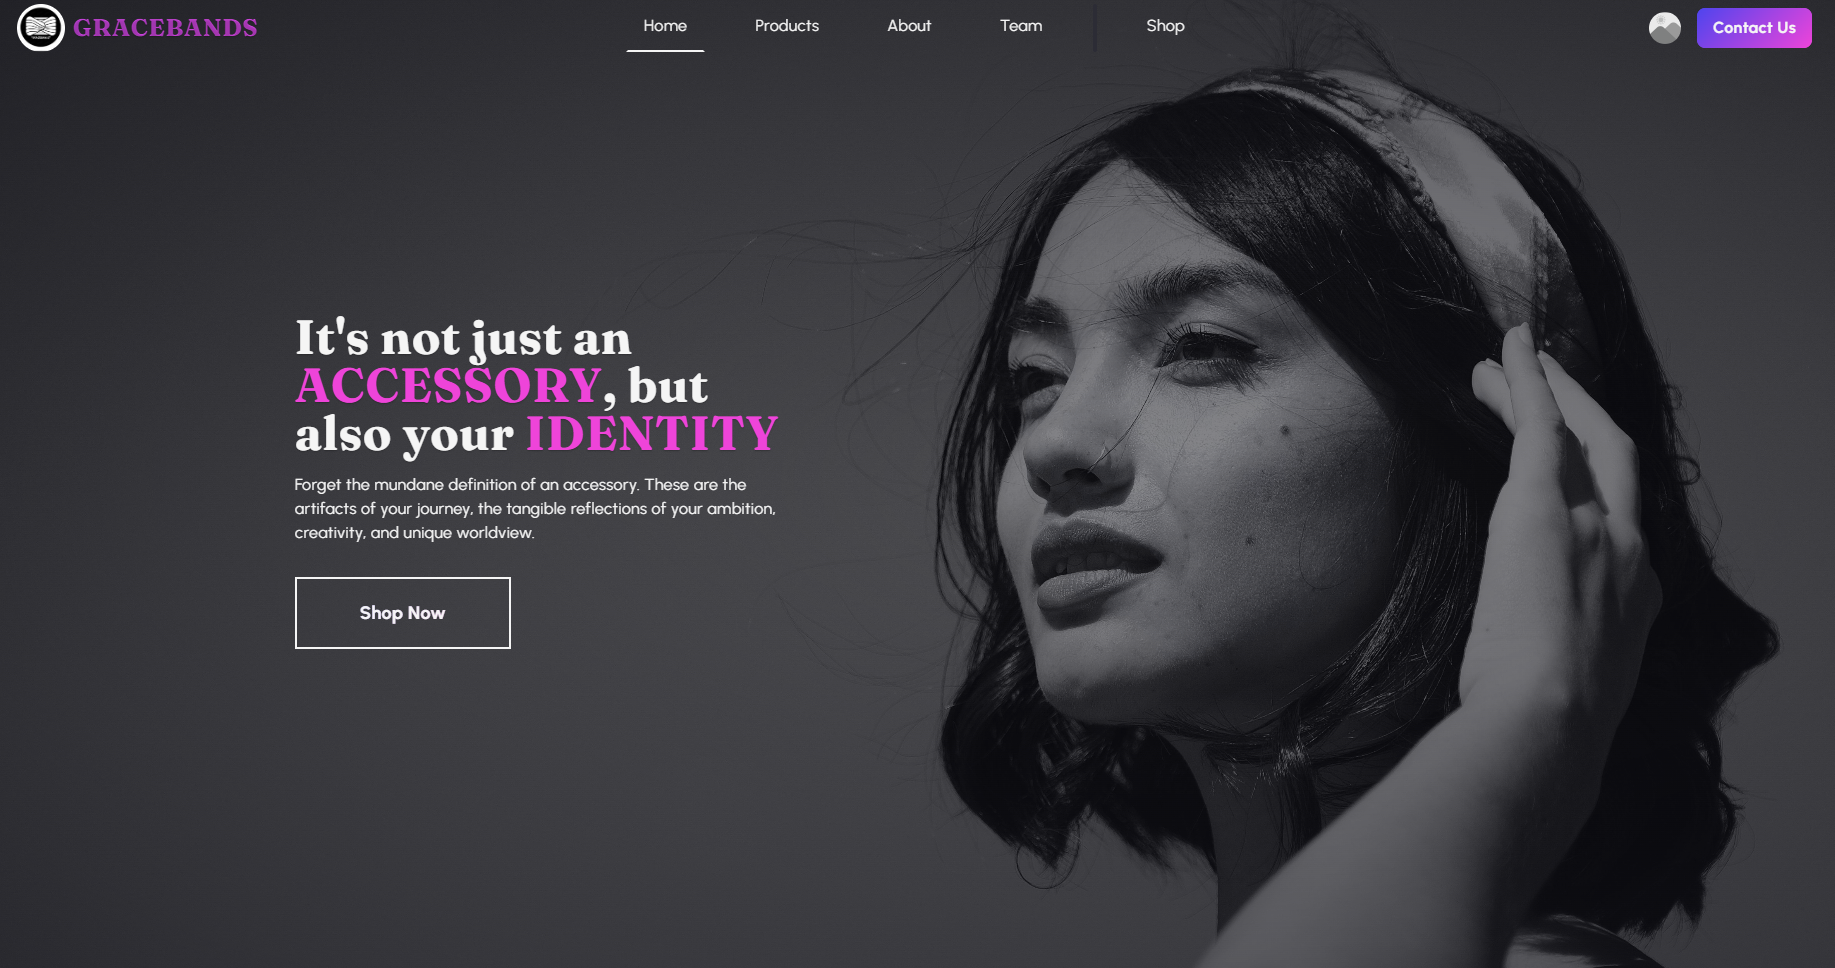 GRACEBANDS
Home
Products
About
Team
Shop
Contact Us
It's not just an
ACCESSORY, but
also your IDENTITY
Forget the mundane definition of an accessory. These are the
artifacts of your journey, the tangible reflections of your ambition,
creativity, and unique worldview.
Shop Now